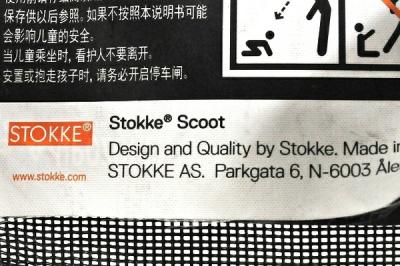 保存供以后参照。如果不按照本说明书可能
会影响儿童的安全。
当儿童乘坐时，看护人不要离开。
安置或抱走孩子时，请务必开启停车闸。
STOKKE®
www.stokke.com
Stokke® Scoot
Design and Quality by Stokke. Made in
STOKKE AS. Parkgata 6, N-6003 Åle